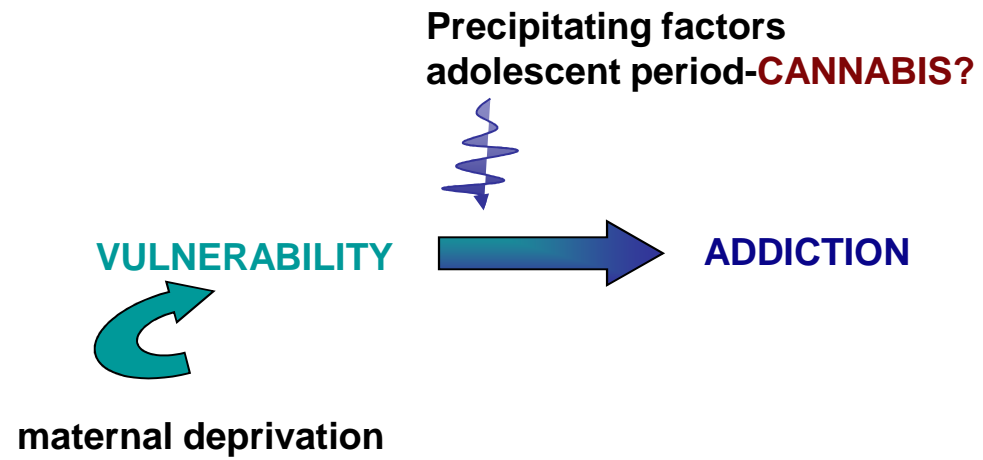 Precipitating factors
adolescent period-CANNABIS?
VULNERABILITY
ADDICTION
maternal deprivation